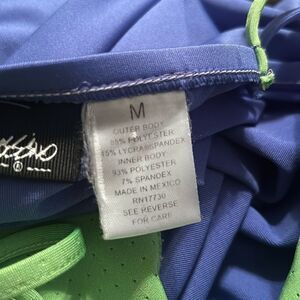 M
OUTER BODY
85% POLYESTER
15% LYCRA®SPANDEX
INNER BODY
93% POLYESTER
7% SPANDEX
MADE IN MEXICO
RN17730
SEE REVERSE
FOR CARE